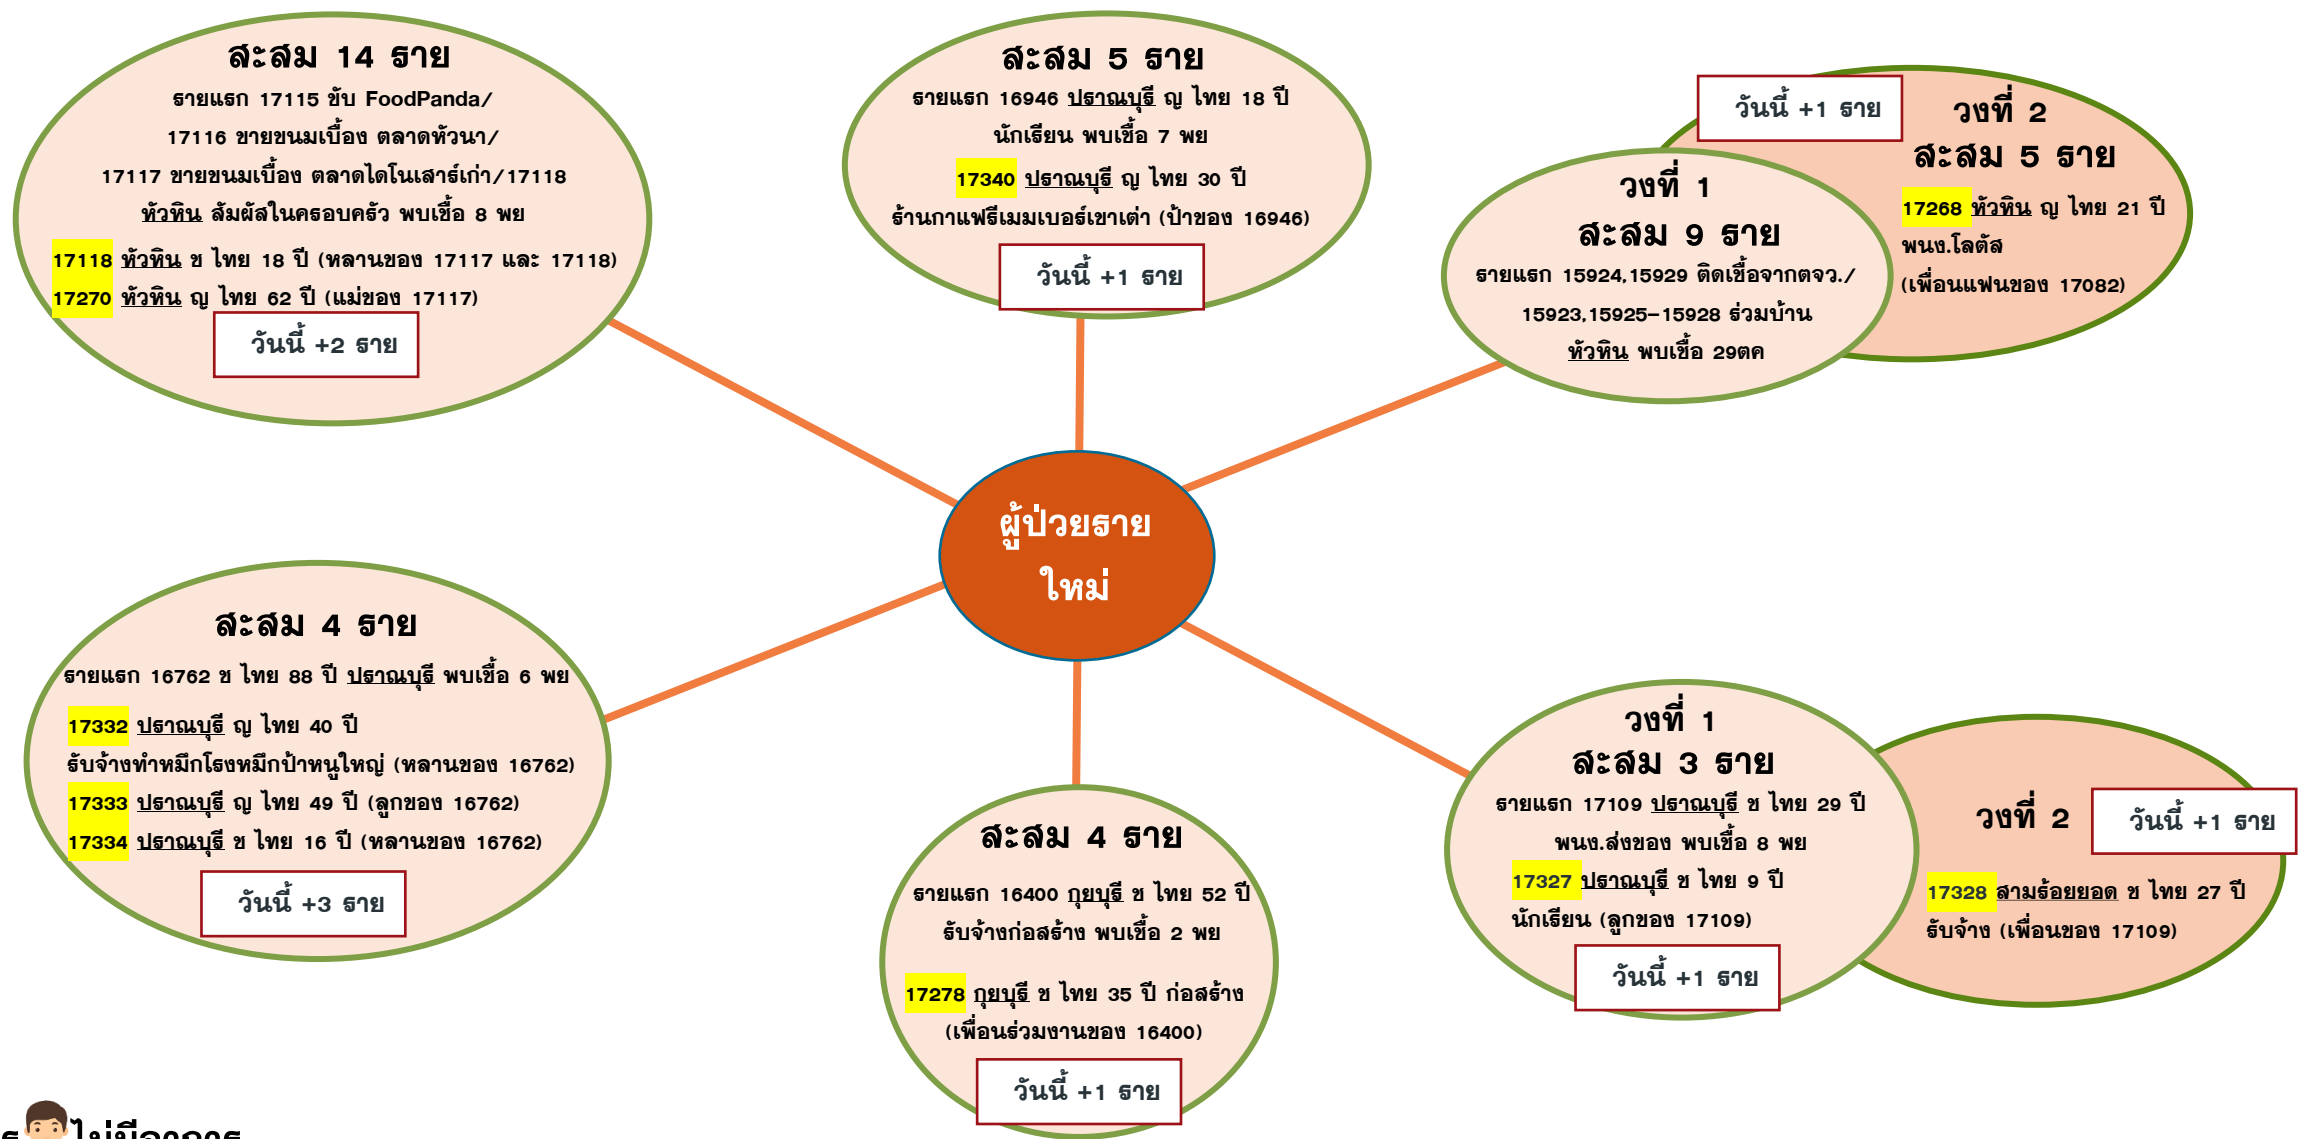 สะสม 14 ราย
รายแรก 17115 ขับ FoodPanda/
17116 ขายขนมเบื้อง ตลาดหัวนา/
17117 ขายขนมเบื้อง ตลาดไดโนเสาร์เก่า/17118
หัวหิน สัมผัสในครอบครัว พบเชื้อ 8 พย
17118 หัวหิน ช ไทย 18 ปี (หลานของ 17117 และ 17118)
17270 หัวหิน ญ ไทย 62 ปี (แม่ของ 17117)
วันนี้ +2 ราย
สะสม 5 ราย
รายแรก 16946 ปราณบุรี ญ ไทย 18 ปี
นักเรียน พบเชื้อ 7 พย
17340 ปราณบุรี ญ ไทย 30 ปี
ร้านกาแฟรีเมมเบอร์เขาเต่า (ป้าของ 16946)
วันนี้ +1 ราย
วงที่ 1
สะสม 9 ราย
รายแรก 15924,15929 ติดเชื้อจากตจว./
15923,15925-15928 ร่วมบ้าน
หัวหิน พบเชื้อ 29ตค
วันนี้ +1 ราย
วงที่ 2
สะสม 5 ราย
17268 หัวหิน ญ ไทย 21 ปี
พนง.โลตัส
(เพื่อนแฟนของ 17082)
ผู้ป่วยราย
ใหม่
สะสม 4 ราย
รายแรก 16762 ช ไทย 88 ปี ปราณบุรี พบเชื้อ 6 พย
17332 ปราณบุรี ญ ไทย 40 ปี
รับจ้างทำหมึกโรงหมึกป้าหนูใหญ่ (หลานของ 16762)
17333 ปราณบุรี ญ ไทย 49 ปี (ลูกของ 16762)
17334 ปราณบุรี ช ไทย 16 ปี (หลานของ 16762)
วันนี้ +3 ราย
สะสม 4 ราย
รายแรก 16400 กุยบุรี ช ไทย 52 ปี
รับจ้างก่อสร้าง พบเชื้อ 2 พย
17278 กุยบุรี ช ไทย 35 ปี ก่อสร้าง
(เพื่อนร่วมงานของ 16400)
วันนี้ +1 ราย
วงที่ 1
สะสม 3 ราย
รายแรก 17109 ปราณบุรี ช ไทย 29 ปี
พนง.ส่งของ พบเชื้อ 8 พย
17327 ปราณบุรี ช ไทย 9 ปี
นักเรียน (ลูกของ 17109)
วันนี้ +1 ราย
วงที่ 2
วันนี้ +1 ราย
17328 สามร้อยยอด ช ไทย 27 ปี
รับจ้าง (เพื่อนของ 17109)
ไม่มีอาการ